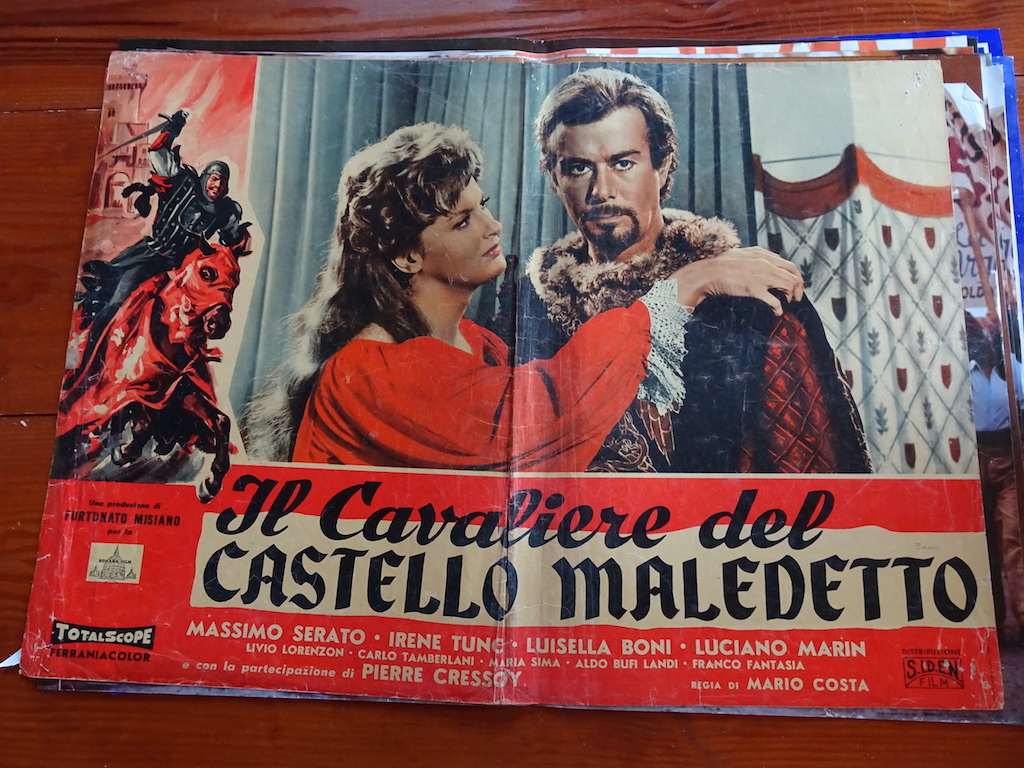 Una produzione di
FORTUNATO MISIANO
per la
ROMANA FILM
Il Cavaliere del
CASTELLO MALEDETTO
TOTALSCOPE
FERRANIACOLOR
MASSIMO SERATO · IRENE TUNC · LUISELLA BONI · LUCIANO MARIN
LIVIO LORENZON · CARLO TAMBERLANI · MARIA SIMA · ALDO BUFI LANDI · FRANCO FANTASIA
e con la partecipazione di PIERRE CRESSOY
REGIA DI MARIO COSTA
DISTRIBUZIONE
S.I.D.E.N.
FILM